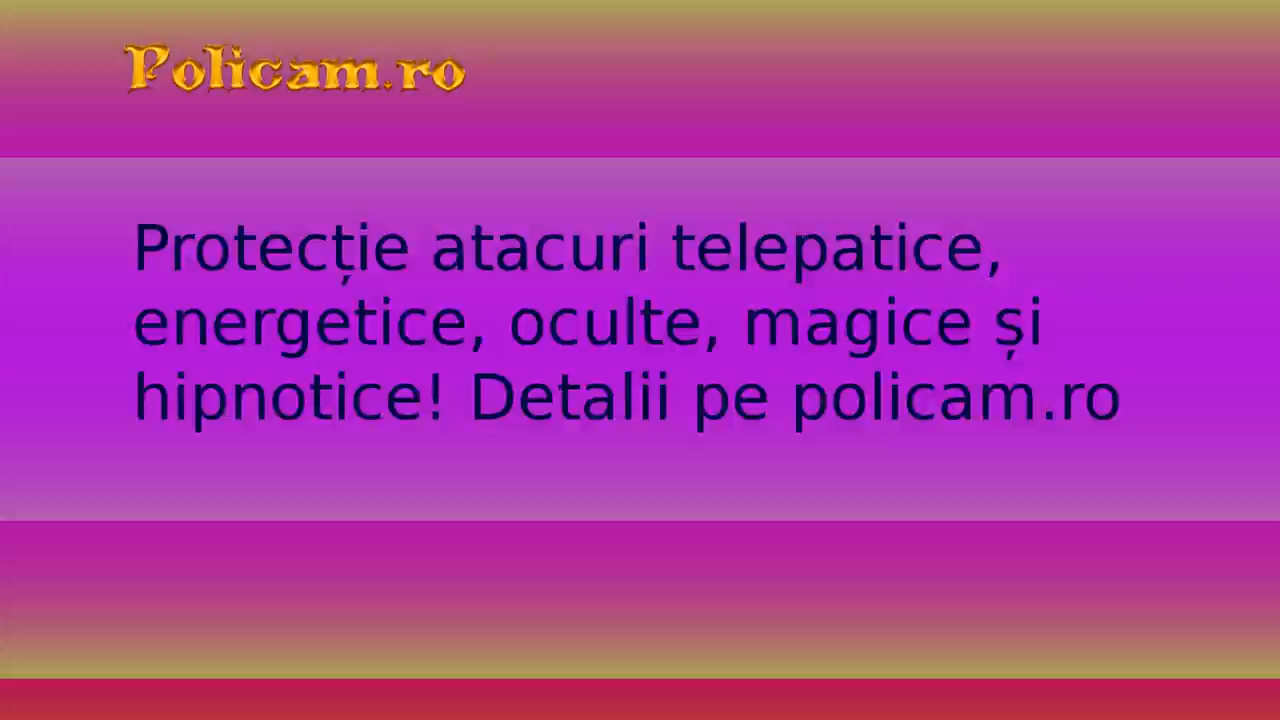 Policam.ro
Protecție atacuri telepatice,
energetice, oculte, magice și
hipnotice! Detalii pe policam.ro